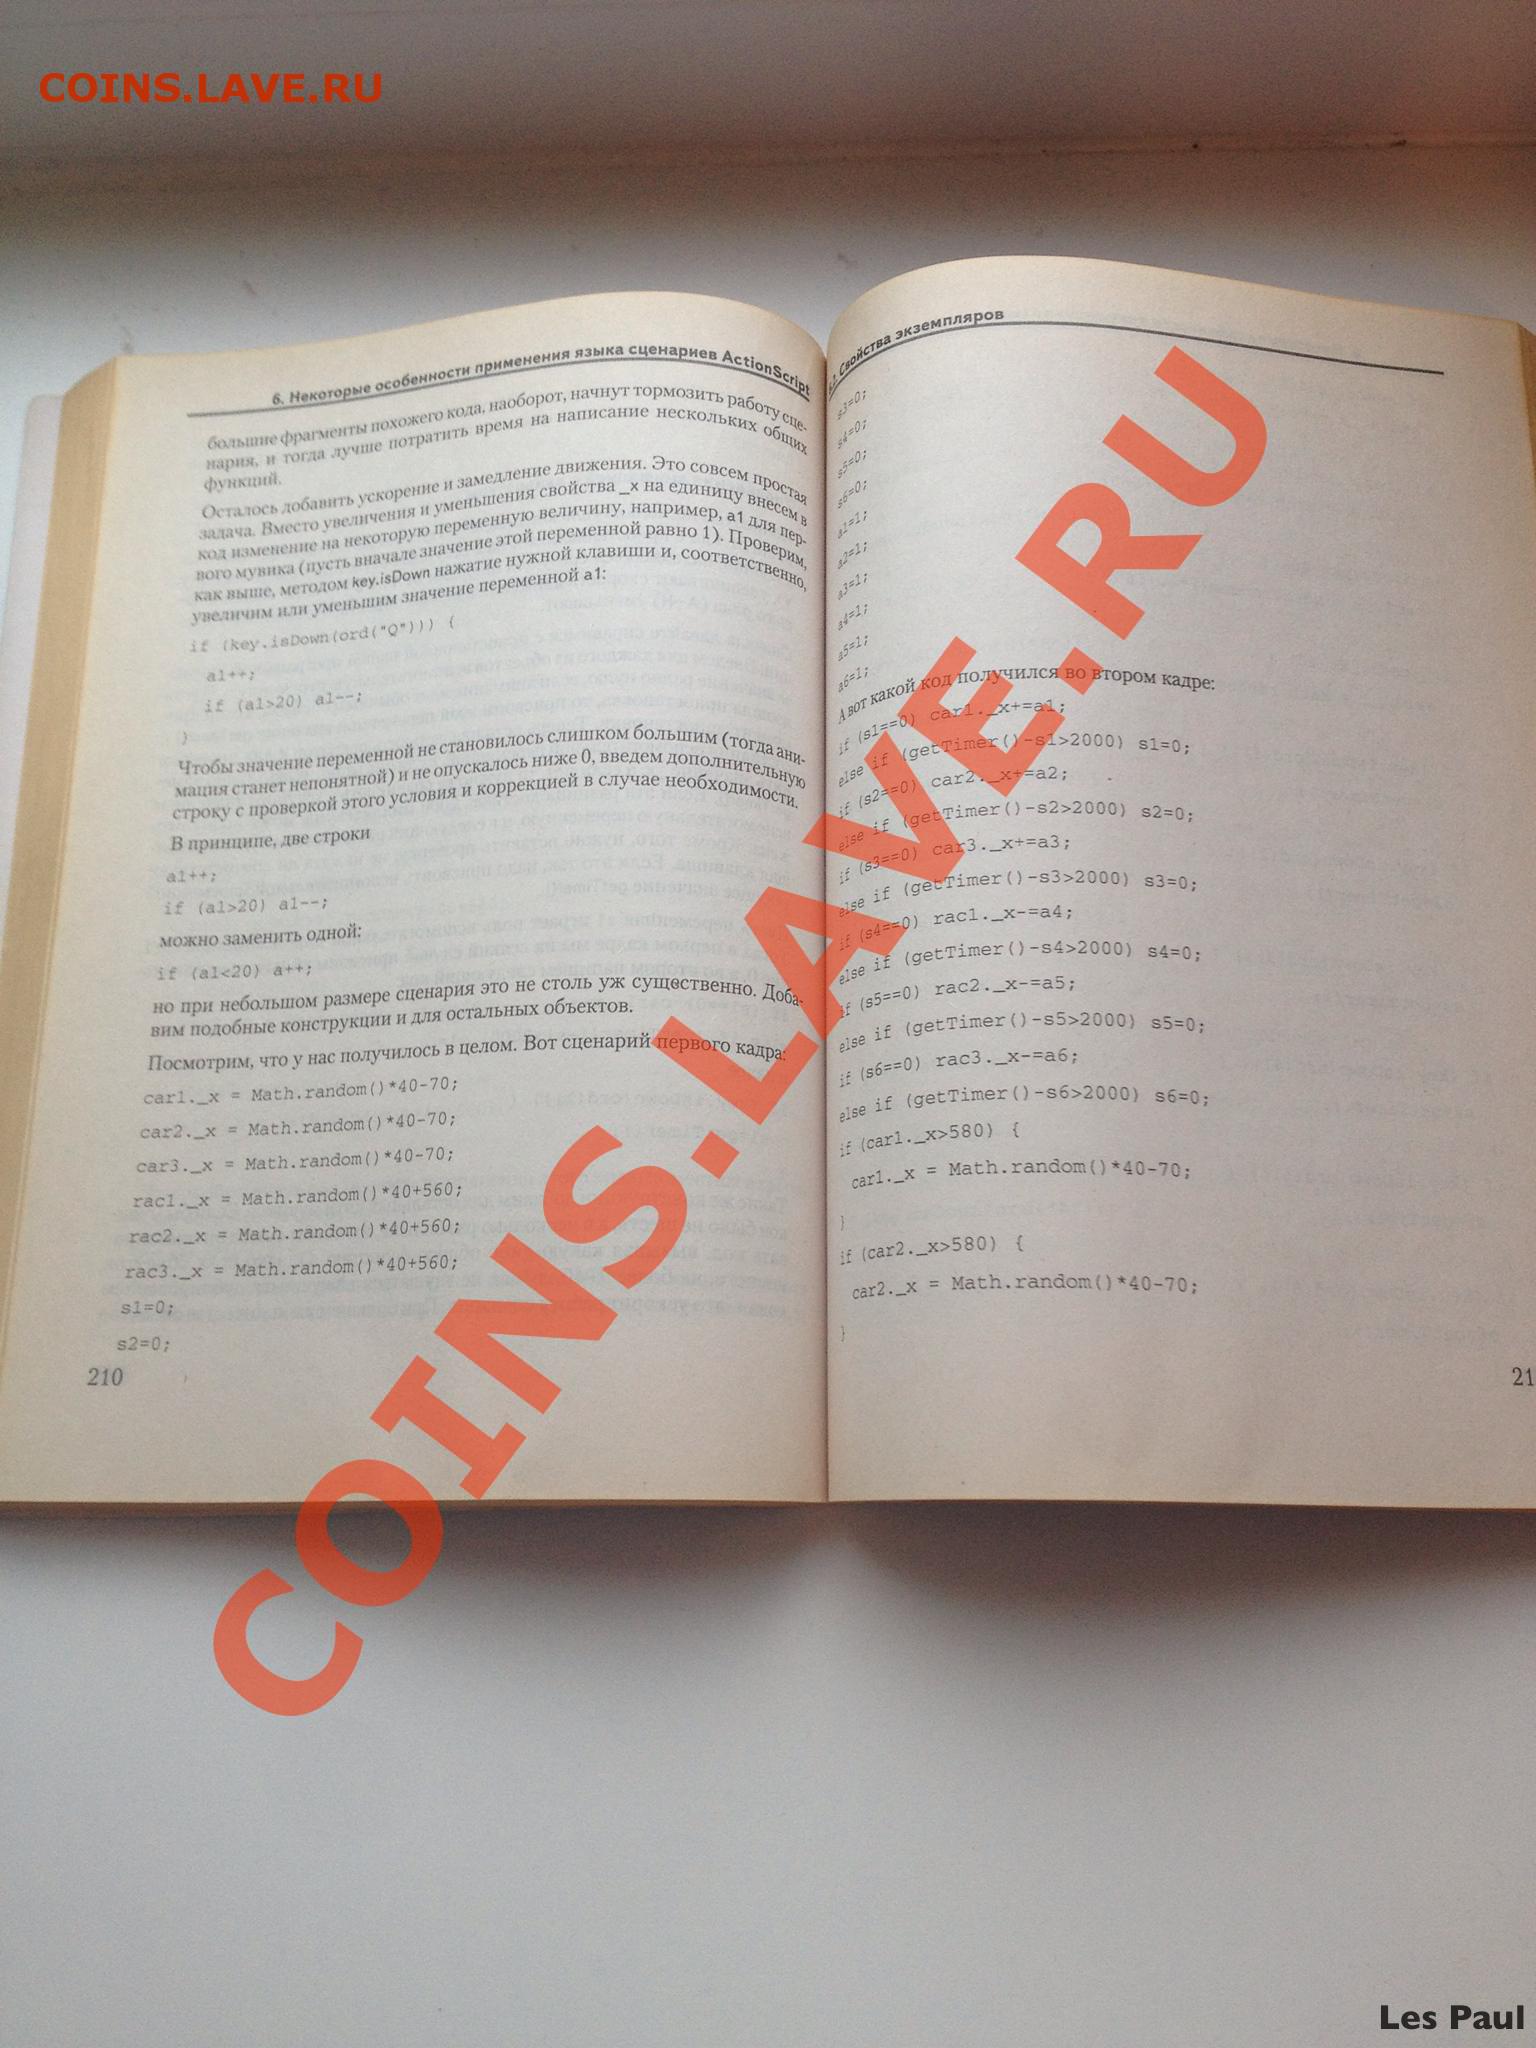 COINS.LAVE.RU
6. Некоторые особенности применения языка сценариев ActionScript
большие фрагменты похожего кода, наоборот, начнут тормозить работу сце-
нария, и тогда лучше потратить время на написание нескольких общих
функций.
Осталось добавить ускорение и замедление движения. Это совсем простая
задача. Вместо увеличения и уменьшения свойства _x на единицу внесем в
код изменение на некоторую переменную величину, например, a1 для пер-
вого мувика (пусть вначале значение этой переменной равно 1). Проверим,
как выше, методом key.isDown нажатие нужной клавиши и, соответственно,
увеличим или уменьшим значение переменной a1:
if (key.isDown(ord("Q"))) {
a1++;
if (a1>20) a1--;
}
Чтобы значение переменной не становилось слишком большим (тогда ани-
мация станет непонятной) и не опускалось ниже 0, введем дополнительную
строку с проверкой этого условия и коррекцией в случае необходимости.
В принципе, две строки
a1++;
if (a1>20) a1--;
можно заменить одной:
if (a1<20) a++;
но при небольшом размере сценария это не столь уж существенно. Доба-
вим подобные конструкции и для остальных объектов.
Посмотрим, что у нас получилось в целом. Вот сценарий первого кадра:
car1._x = Math.random()*40-70;
car2._x = Math.random()*40-70;
car3._x = Math.random()*40-70;
rac1._x = Math.random()*40+560;
rac2._x = Math.random()*40+560;
rac3._x = Math.random()*40+560;
s1=0;
s2=0;
210
Свойства экземпляров
s3=0;
s4=0;
s5=0;
s6=0;
a1=1;
a2=1;
a3=1;
a4=1;
a5=1;
a6=1;
А вот какой код получился во втором кадре:
if (s1==0) car1._x+=a1;
else if (getTimer()-s1>2000) s1=0;
if (s2==0) car2._x+=a2;
else if (getTimer()-s2>2000) s2=0;
if (s3==0) car3._x+=a3;
else if (getTimer()-s3>2000) s3=0;
if (s4==0) rac1._x-=a4;
else if (getTimer()-s4>2000) s4=0;
if (s5==0) rac2._x-=a5;
else if (getTimer()-s5>2000) s5=0;
if (s6==0) rac3._x-=a6;
else if (getTimer()-s6>2000) s6=0;
if (car1._x>580) {
car1._x = Math.random()*40-70;
}
if (car2._x>580) {
car2._x = Math.random()*40-70;
}
21
COINS.LAVE.RU
Les Paul